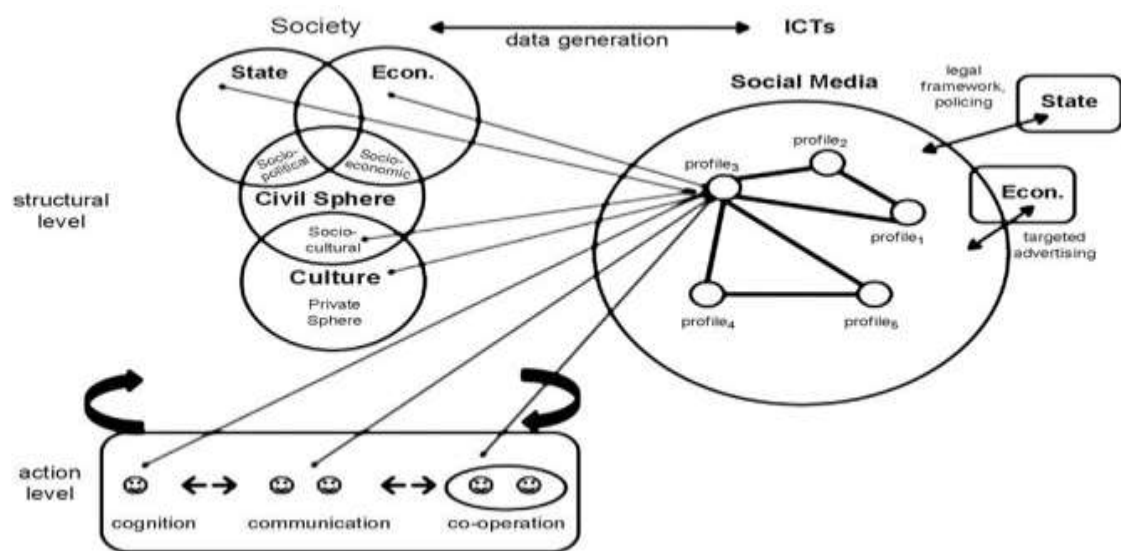 Society
data generation
ICTs
State
Econ.
Social Media
legal
framework,
policing
State
Socio-
political
Socio-
economic
profile3
profile2
structural
level
Civil Sphere
Econ.
Socio-
cultural
profile1
targeted
advertising
Culture
Private
Sphere
profile4
profile5
action
level
cognition
communication
co-operation